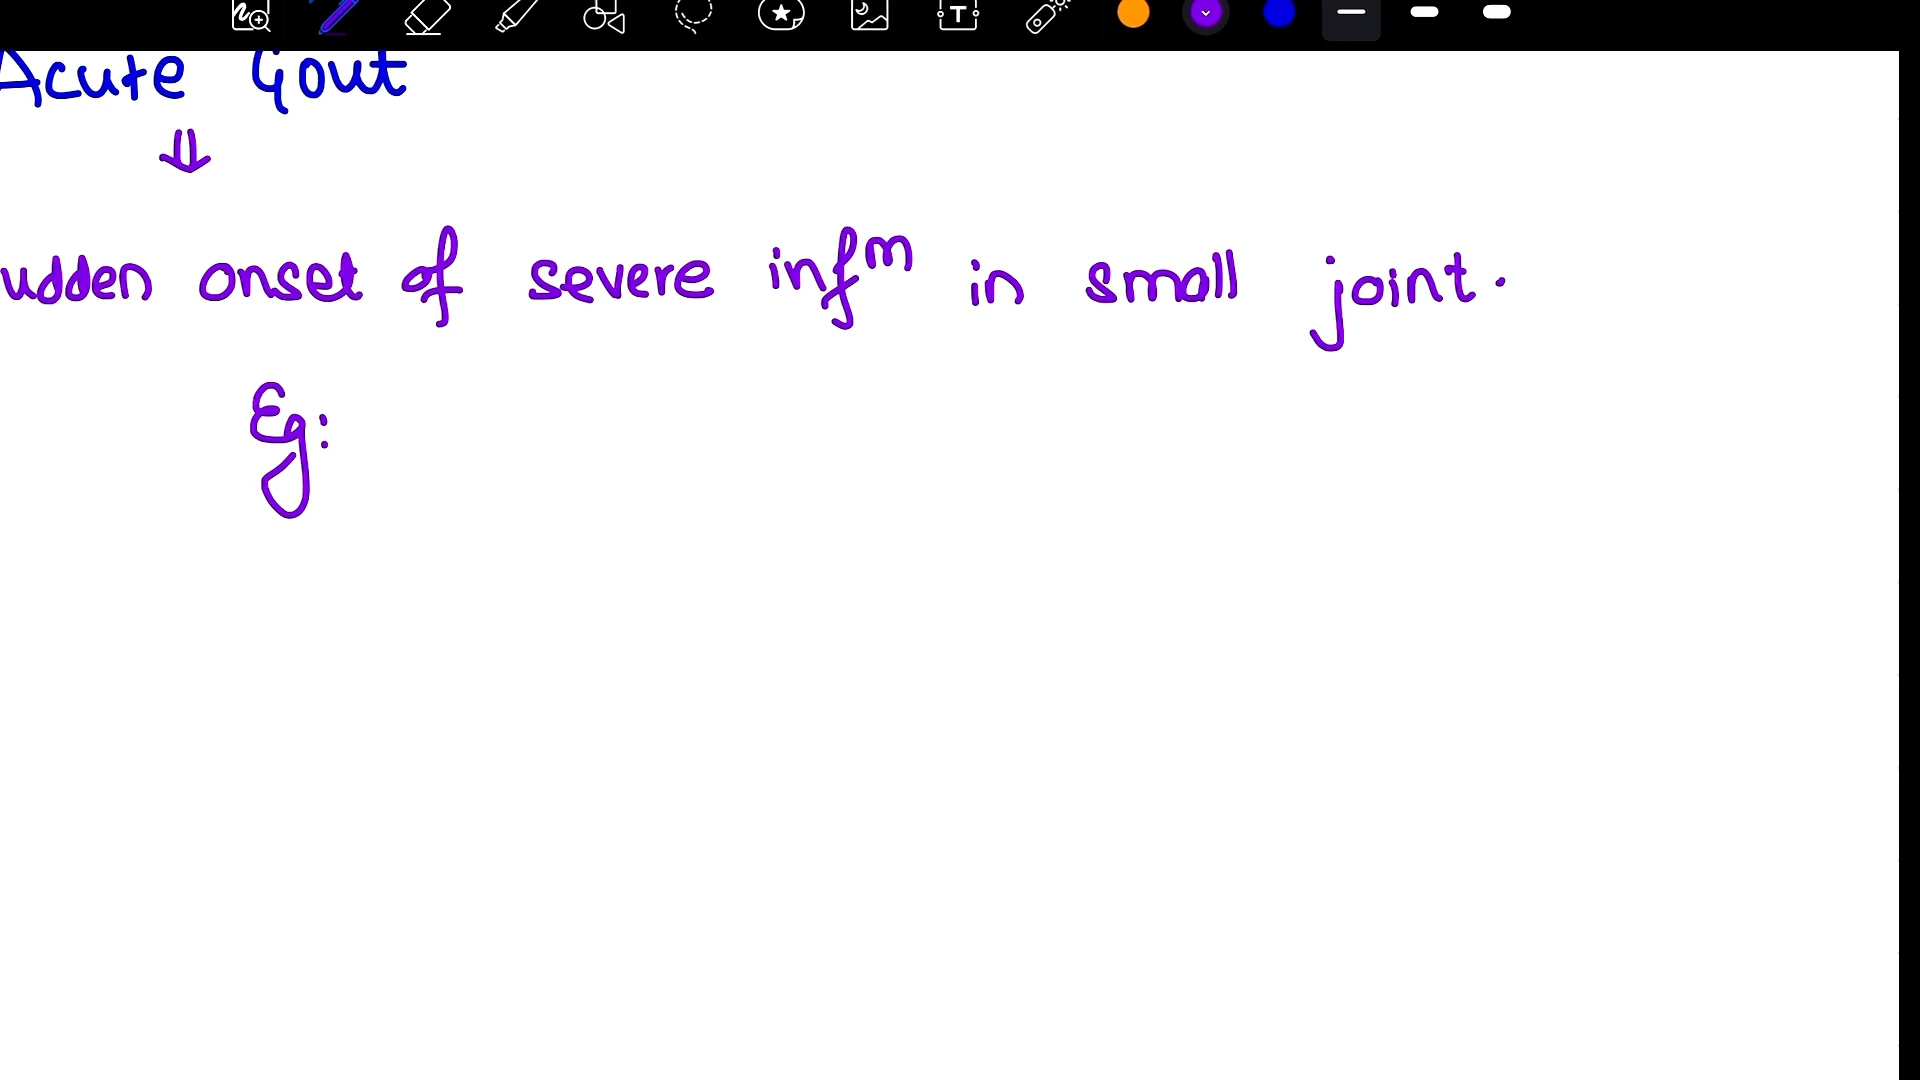 Acute Gout
⇓
udden onset of severe infᵐ in small joint.
Eg: